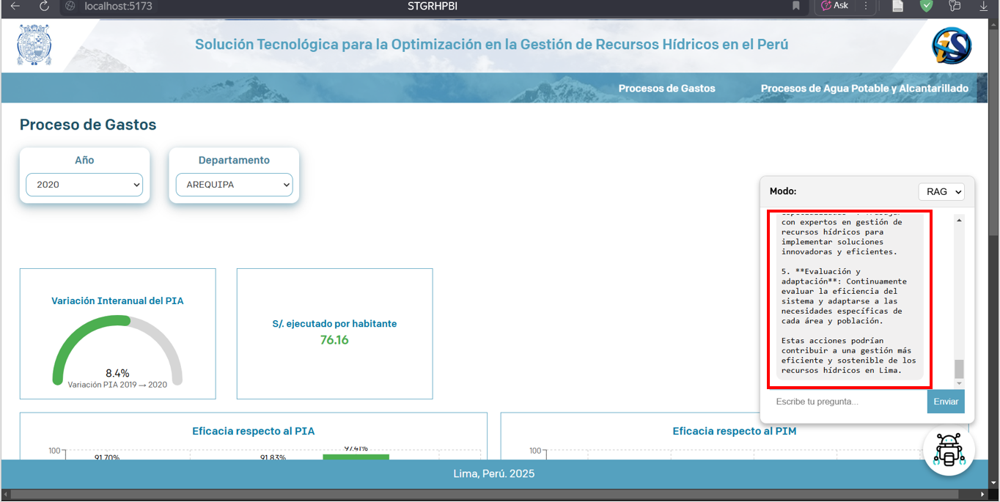 localhost:5173
STGRHPBI
Ask
Solución Tecnológica para la Optimización en la Gestión de Recursos Hídricos en el Perú
Procesos de Gastos
Procesos de Agua Potable y Alcantarillado
Proceso de Gastos
Año
2020
Departamento
AREQUIPA
Variación Interanual del PIA
8.4%
Variación PIA 2019 → 2020
S/. ejecutado por habitante
76.16
Eficacia respecto al PIA
100
91.70%
91.83%
97.41%
Eficacia respecto al PIM
100
Modo:
RAG
con expertos en gestión de
recursos hídricos para
implementar soluciones
innovadoras y eficientes.
5. **Evaluación y
adaptación**: Continuamente
evaluar la eficiencia del
sistema y adaptarse a las
necesidades específicas de
cada área y población.
Estas acciones podrían
contribuir a una gestión más
eficiente y sostenible de los
recursos hídricos en Lima.
Escribe tu pregunta...
Enviar
Lima, Perú. 2025